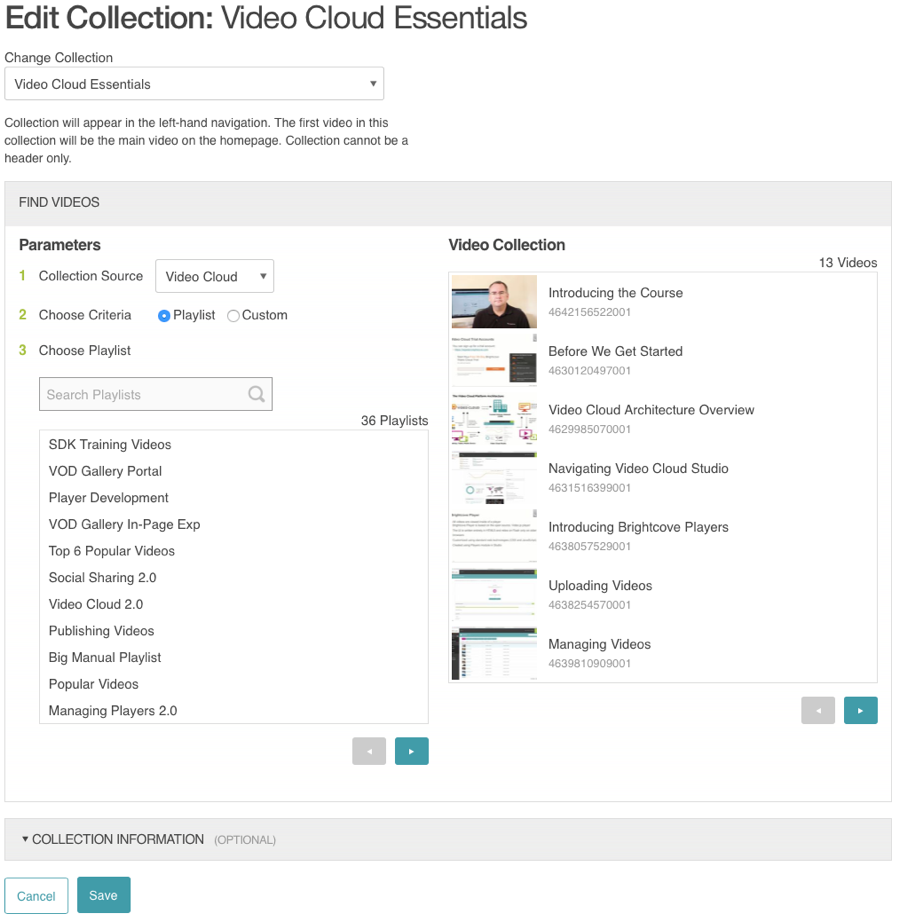 Edit Collection: Video Cloud Essentials
Change Collection
Video Cloud Essentials
Collection will appear in the left-hand navigation. The first video in this
collection will be the main video on the homepage. Collection cannot be a
header only.
FIND VIDEOS
Parameters
1 Collection Source Video Cloud
2 Choose Criteria Playlist Custom
3 Choose Playlist
Search Playlists
36 Playlists
SDK Training Videos
VOD Gallery Portal
Player Development
VOD Gallery In-Page Exp
Top 6 Popular Videos
Social Sharing 2.0
Video Cloud 2.0
Publishing Videos
Big Manual Playlist
Popular Videos
Managing Players 2.0
Video Collection
13 Videos
Introducing the Course
4642156522001
Before We Get Started
4630120497001
Video Cloud Architecture Overview
4629985070001
Navigating Video Cloud Studio
4631516399001
Introducing Brightcove Players
4638057529001
Uploading Videos
4638254570001
Managing Videos
4639810909001
COLLECTION INFORMATION (OPTIONAL)
Cancel
Save